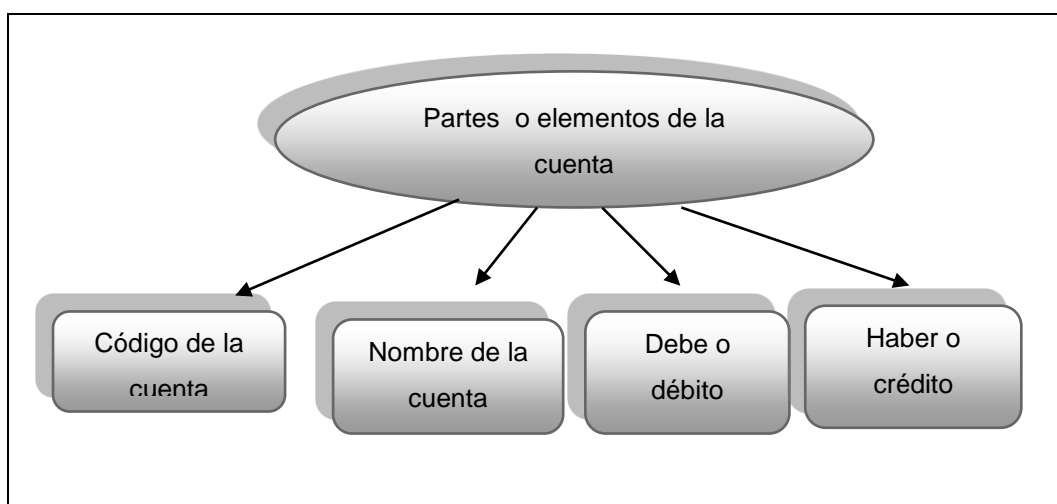 Partes o elementos de la
cuenta
Código de la
cuenta
Nombre de la
cuenta
Debe o
débito
Haber o
crédito